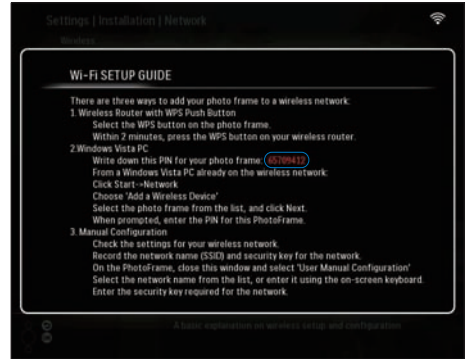 Settings | Installation | Network
Wireless
Wi-Fi SETUP GUIDE
There are three ways to add your photo frame to a wireless network:
1. Wireless Router with WPS Push Button
Select the WPS button on the photo frame.
Within 2 minutes, press the WPS button on your wireless router.
2.Windows Vista PC
Write down this PIN for your photo frame: 65709412
From a Windows Vista PC already on the wireless network:
Click Start->Network
Choose 'Add a Wireless Device'
Select the photo frame from the list, and click Next.
When prompted, enter the PIN for this PhotoFrame.
3. Manual Configuration
Check the settings for your wireless network.
Record the network name (SSID) and security key for the network.
On the PhotoFrame, close this window and select 'User Manual Configuration'
Select the network name from the list, or enter it using the on-screen keyboard.
Enter the security key required for the network.
A basic explanation on wireless setup and configuration